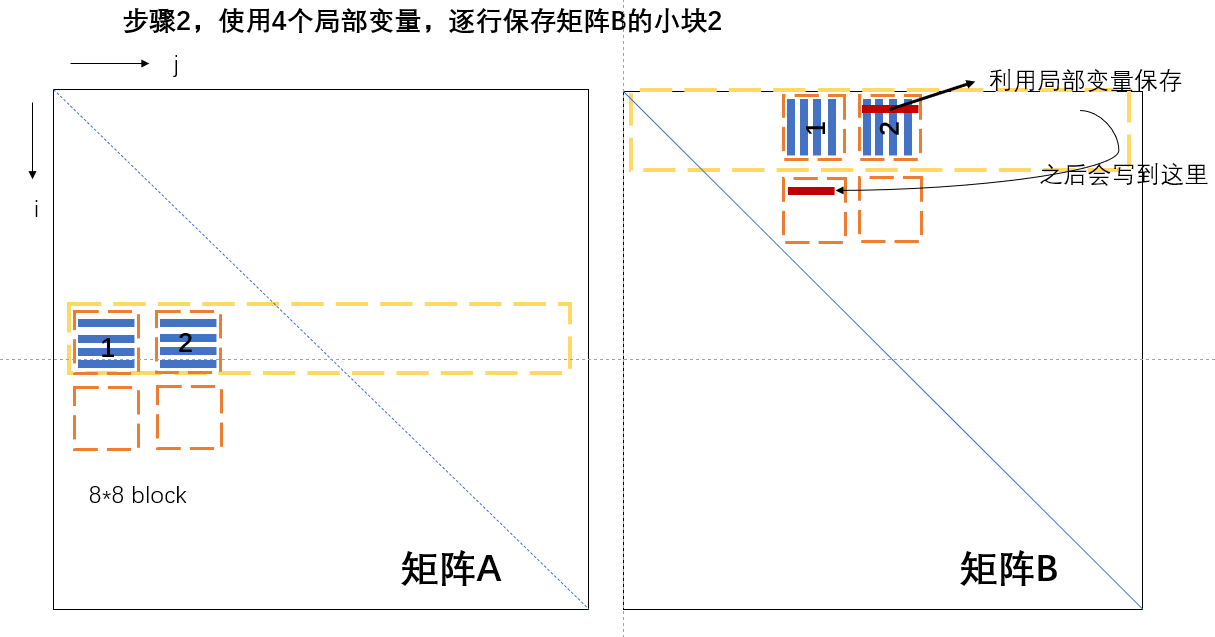 步骤2，使用4个局部变量，逐行保存矩阵B的小块2
j
i
利用局部变量保存
1
2
之后会写到这里
1
2
8*8 block
矩阵A
矩阵B